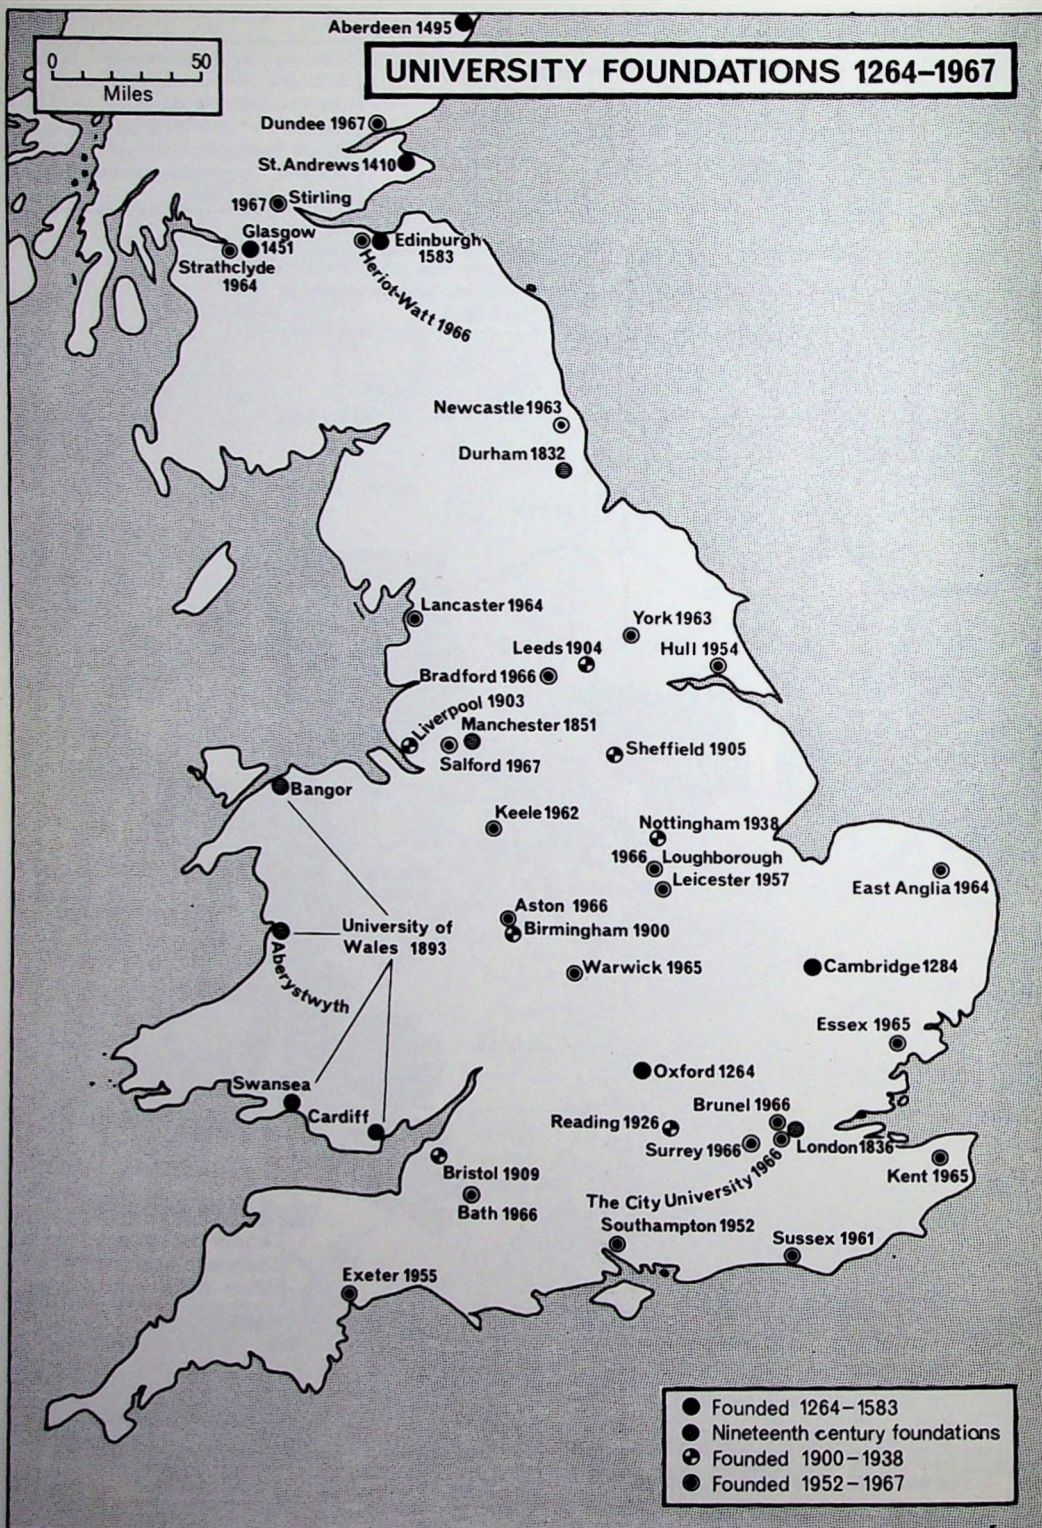 Aberdeen 1495
0 50
Miles
UNIVERSITY FOUNDATIONS 1264–1967
Dundee 1967
St. Andrews 1410
1967 Stirling
Glasgow
1451
Strathclyde
1964
Edinburgh
1583
Heriot-Watt 1966
Newcastle 1963
Durham 1832
Lancaster 1964
York 1963
Leeds 1904
Hull 1954
Bradford 1966
Liverpool 1903
Manchester 1851
Salford 1967
Sheffield 1905
Bangor
Keele 1962
Nottingham 1938
1966 Loughborough
Leicester 1957
East Anglia 1964
Aston 1966
Birmingham 1900
University of
Wales 1893
Aberystwyth
Warwick 1965
Cambridge 1284
Essex 1965
Oxford 1264
Swansea
Cardiff
Brunel 1966
Reading 1926
London 1836
Surrey 1966
The City University 1966
Kent 1965
Bristol 1909
Bath 1966
Southampton 1952
Sussex 1961
Exeter 1955
Founded 1264–1583
Nineteenth century foundations
Founded 1900–1938
Founded 1952–1967